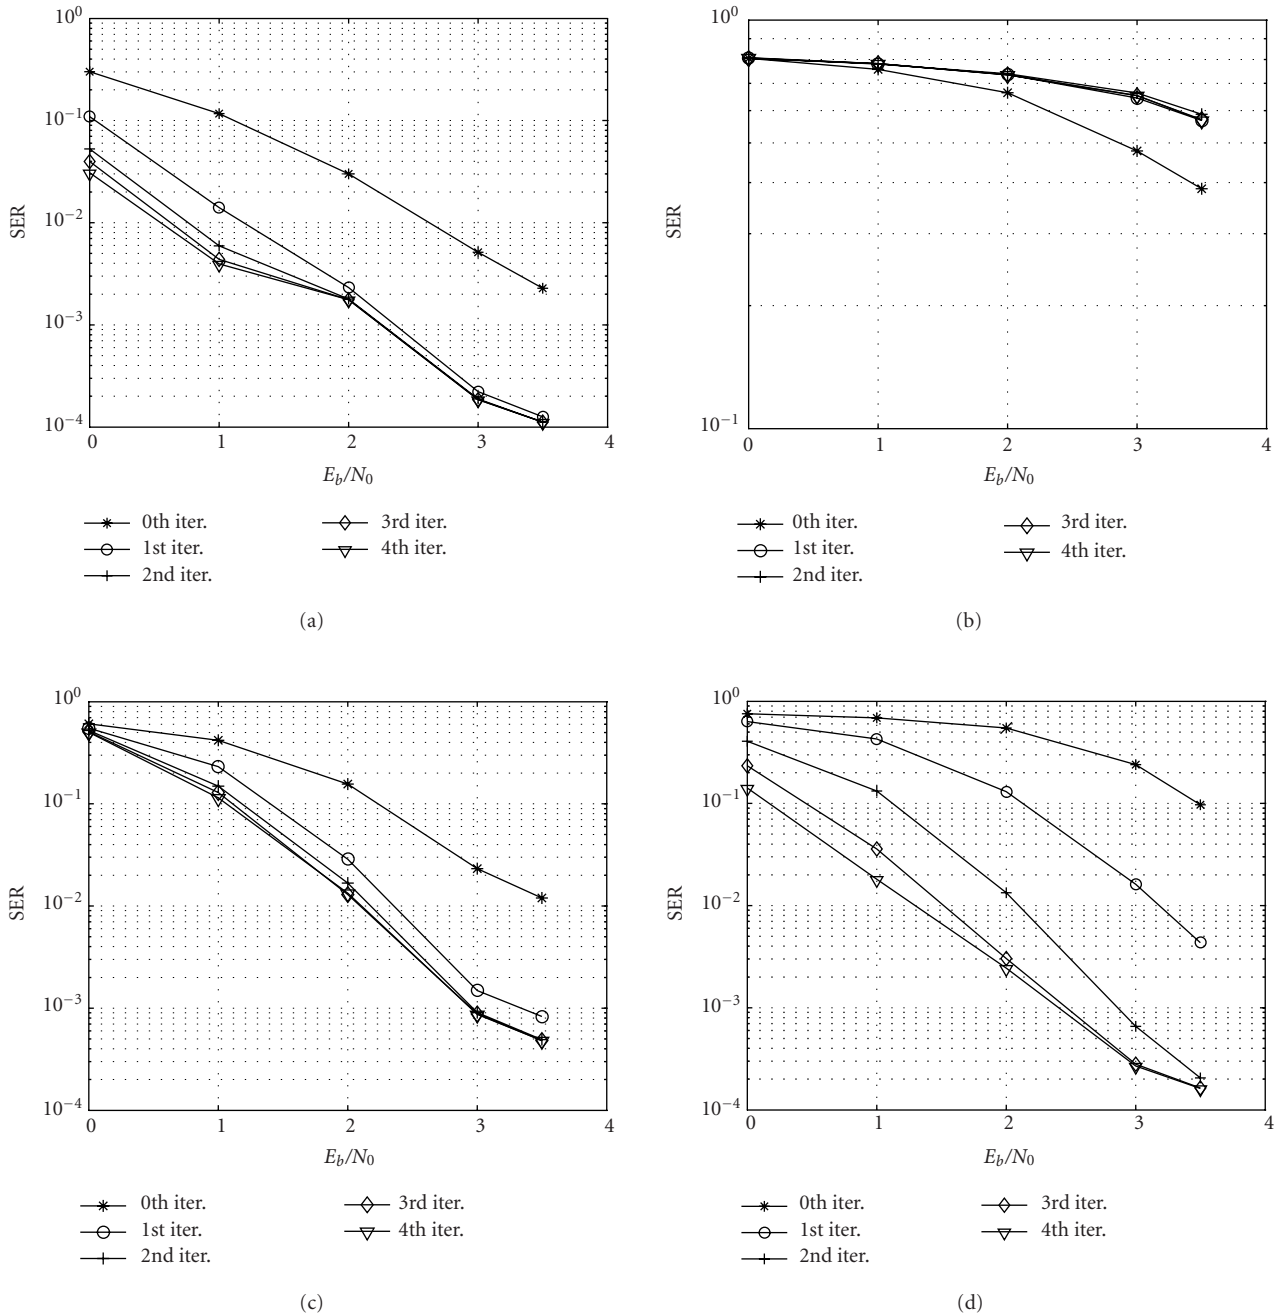 10^0
10^−1
10^−2
10^−3
10^−4
SER
0 1 2 3 4
E_b/N_0
0th iter.
1st iter.
2nd iter.
3rd iter.
4th iter.
(a)
10^0
10^−1
SER
0 1 2 3 4
E_b/N_0
0th iter.
1st iter.
2nd iter.
3rd iter.
4th iter.
(b)
10^0
10^−1
10^−2
10^−3
10^−4
SER
0 1 2 3 4
E_b/N_0
0th iter.
1st iter.
2nd iter.
3rd iter.
4th iter.
(c)
10^0
10^−1
10^−2
10^−3
10^−4
SER
0 1 2 3 4
E_b/N_0
0th iter.
1st iter.
2nd iter.
3rd iter.
4th iter.
(d)